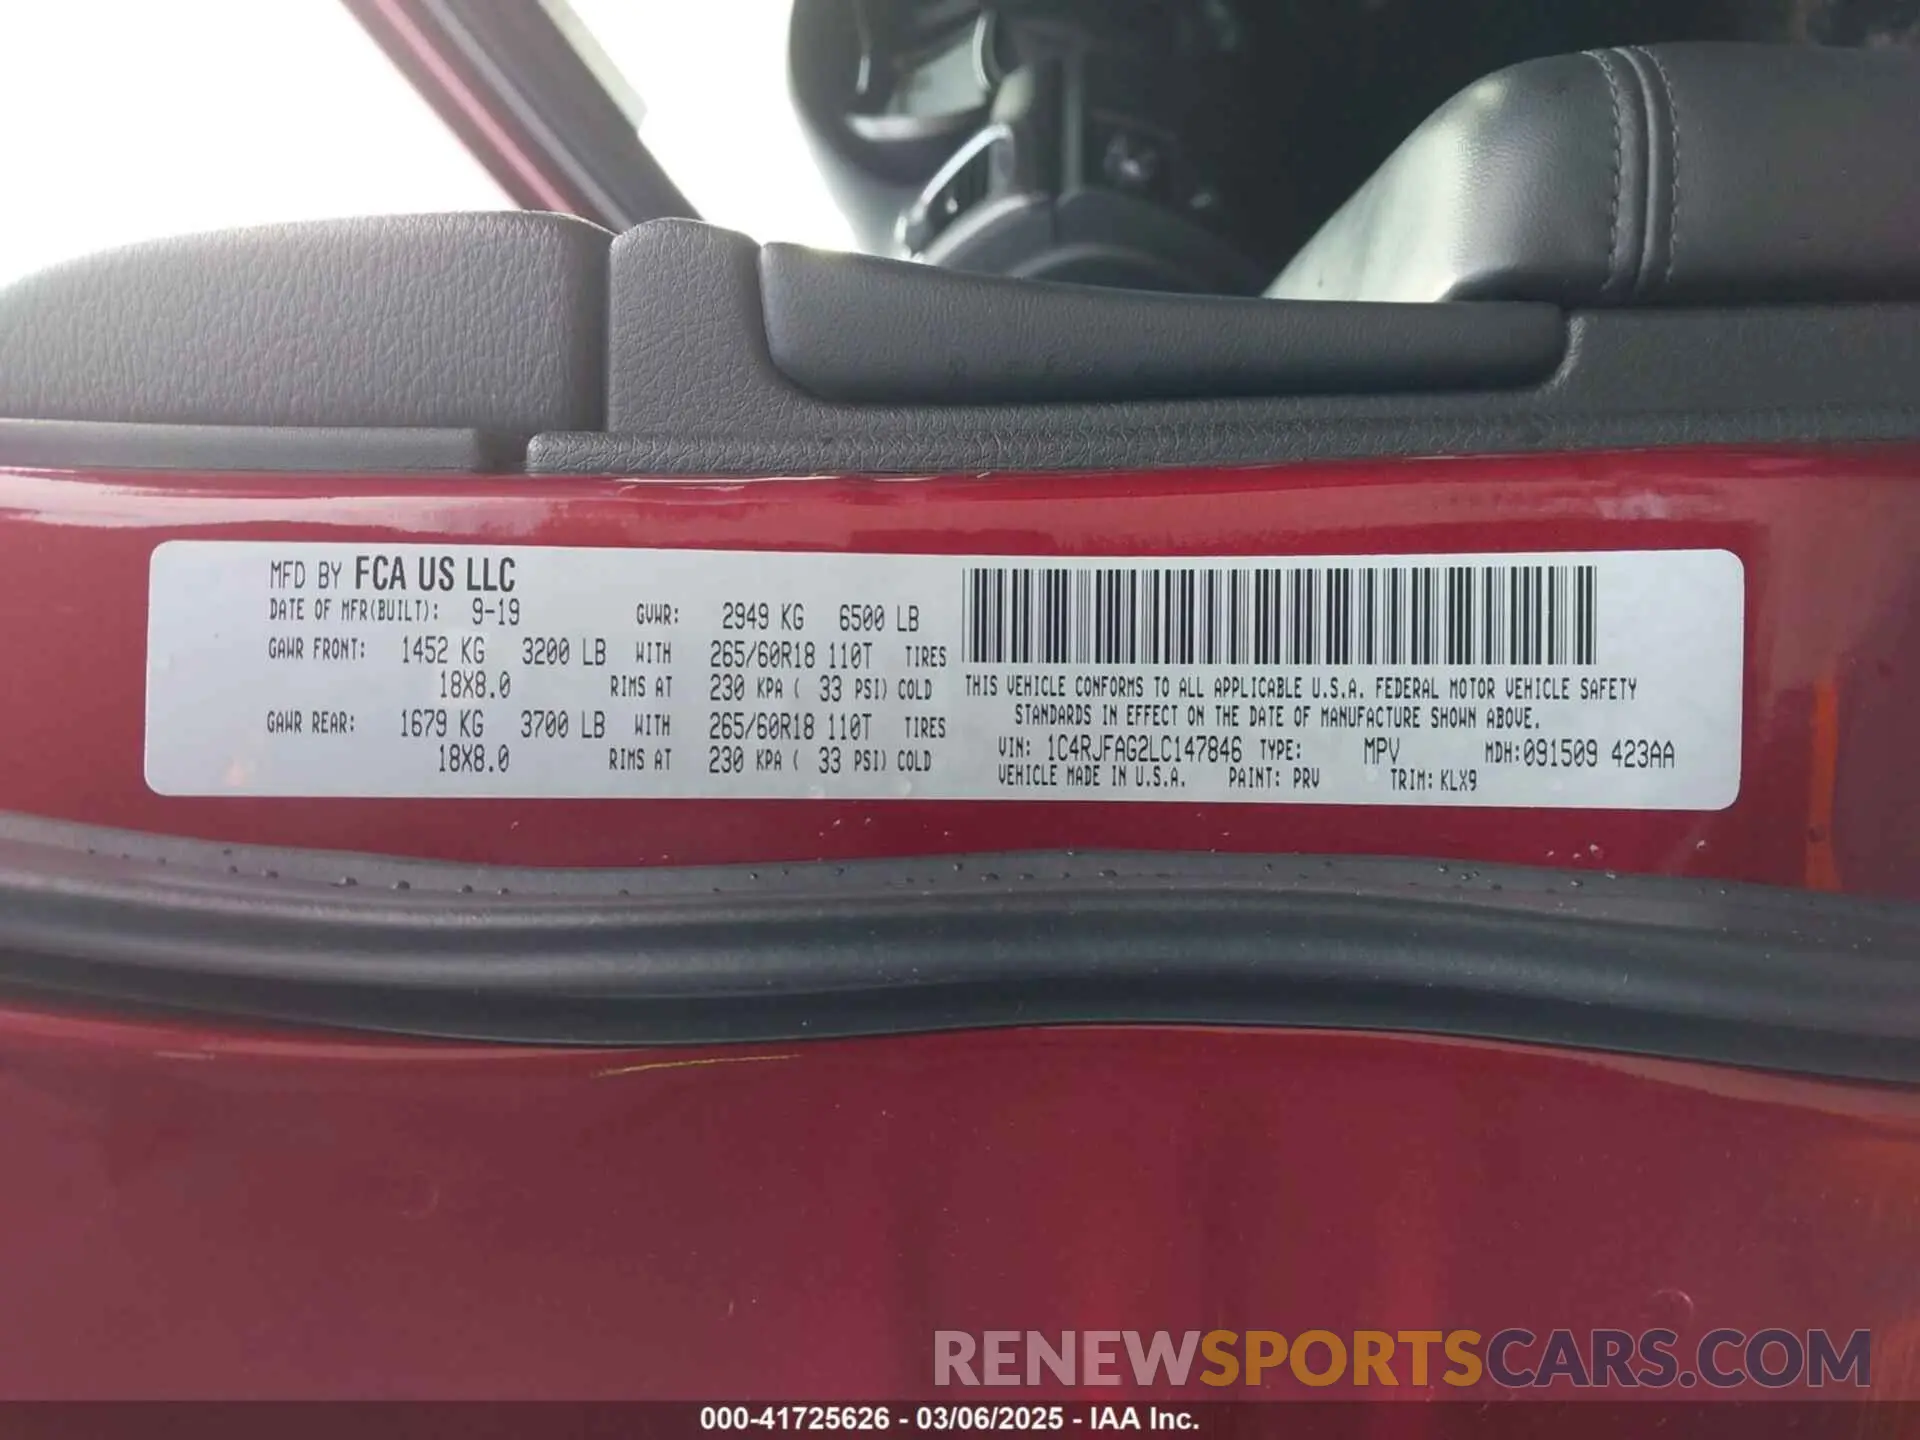 MFD BY FCA US LLC
DATE OF MFR(BUILT): 9-19 GVWR: 2949 KG 6500 LB
GAWR FRONT: 1452 KG 3200 LB WITH 265/60R18 110T TIRES
18X8.0 RIMS AT 230 KPA ( 33 PSI) COLD
GAWR REAR: 1679 KG 3700 LB WITH 265/60R18 110T TIRES
18X8.0 RIMS AT 230 KPA ( 33 PSI) COLD
THIS VEHICLE CONFORMS TO ALL APPLICABLE U.S.A. FEDERAL MOTOR VEHICLE SAFETY
STANDARDS IN EFFECT ON THE DATE OF MANUFACTURE SHOWN ABOVE.
VIN: 1C4RJFAG2LC147846 TYPE: MPV MDH:091509 423AA
VEHICLE MADE IN U.S.A. PAINT: PRV TRIM: KLX9
RENEWSPORTSCARS.COM
000-41725626 - 03/06/2025 - IAA Inc.